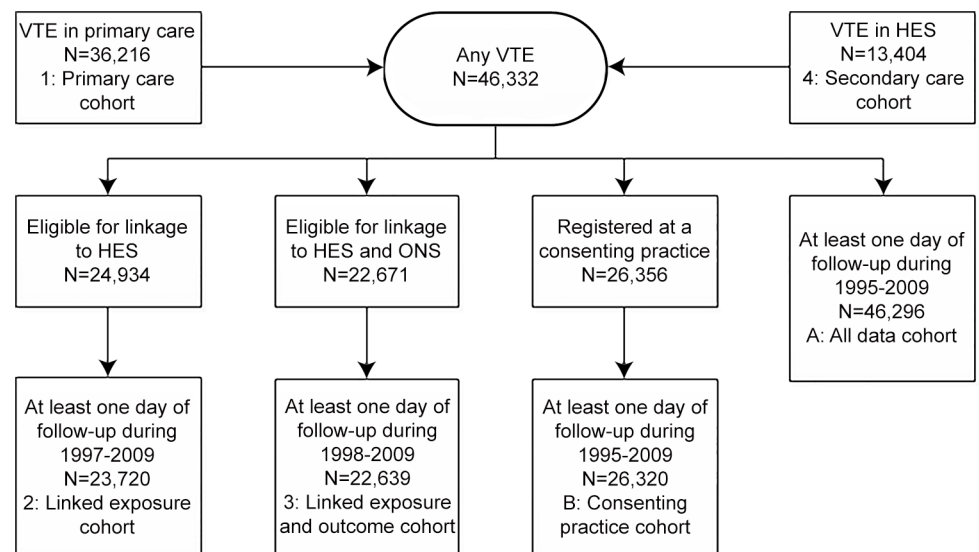 VTE in primary care
N=36,216
1: Primary care
cohort
Any VTE
N=46,332
VTE in HES
N=13,404
4: Secondary care
cohort
Eligible for linkage
to HES
N=24,934
Eligible for linkage
to HES and ONS
N=22,671
Registered at a
consenting practice
N=26,356
At least one day of
follow-up during
1995-2009
N=46,296
A: All data cohort
At least one day of
follow-up during
1997-2009
N=23,720
2: Linked exposure
cohort
At least one day of
follow-up during
1998-2009
N=22,639
3: Linked exposure
and outcome cohort
At least one day of
follow-up during
1995-2009
N=26,320
B: Consenting
practice cohort